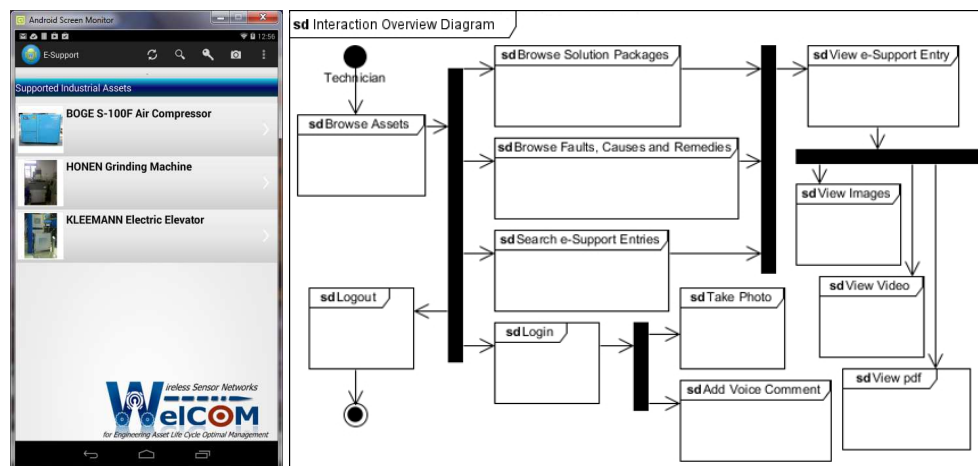 Android Screen Monitor
12:56
E-Support
Supported Industrial Assets
BOGE S-100F Air Compressor
HONEN Grinding Machine
KLEEMANN Electric Elevator
Wireless Sensor Networks
WelCOM
for Engineering Asset Life Cycle Optimal Management
sd Interaction Overview Diagram
Technician
sd Browse Assets
sd Browse Solution Packages
sd View e-Support Entry
sd Browse Faults, Causes and Remedies
sd View Images
sd Search e-Support Entries
sd View Video
sd Logout
sd Take Photo
sd Login
sd View pdf
sd Add Voice Comment